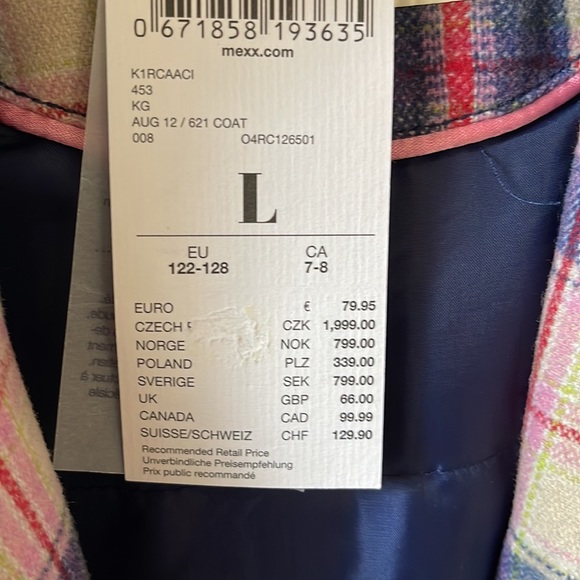 0 671858 193635
mexx.com
K1RCAACI
453
KG
AUG 12 / 621 COAT
008 O4RC126501
L
EU CA
122-128 7-8
EURO € 79.95
CZECH CZK 1,999.00
NORGE NOK 799.00
POLAND PLZ 339.00
SVERIGE SEK 799.00
UK GBP 66.00
CANADA CAD 99.99
SUISSE/SCHWEIZ CHF 129.90
Recommended Retail Price
Unverbindliche Preisempfehlung
Prix public recommandé